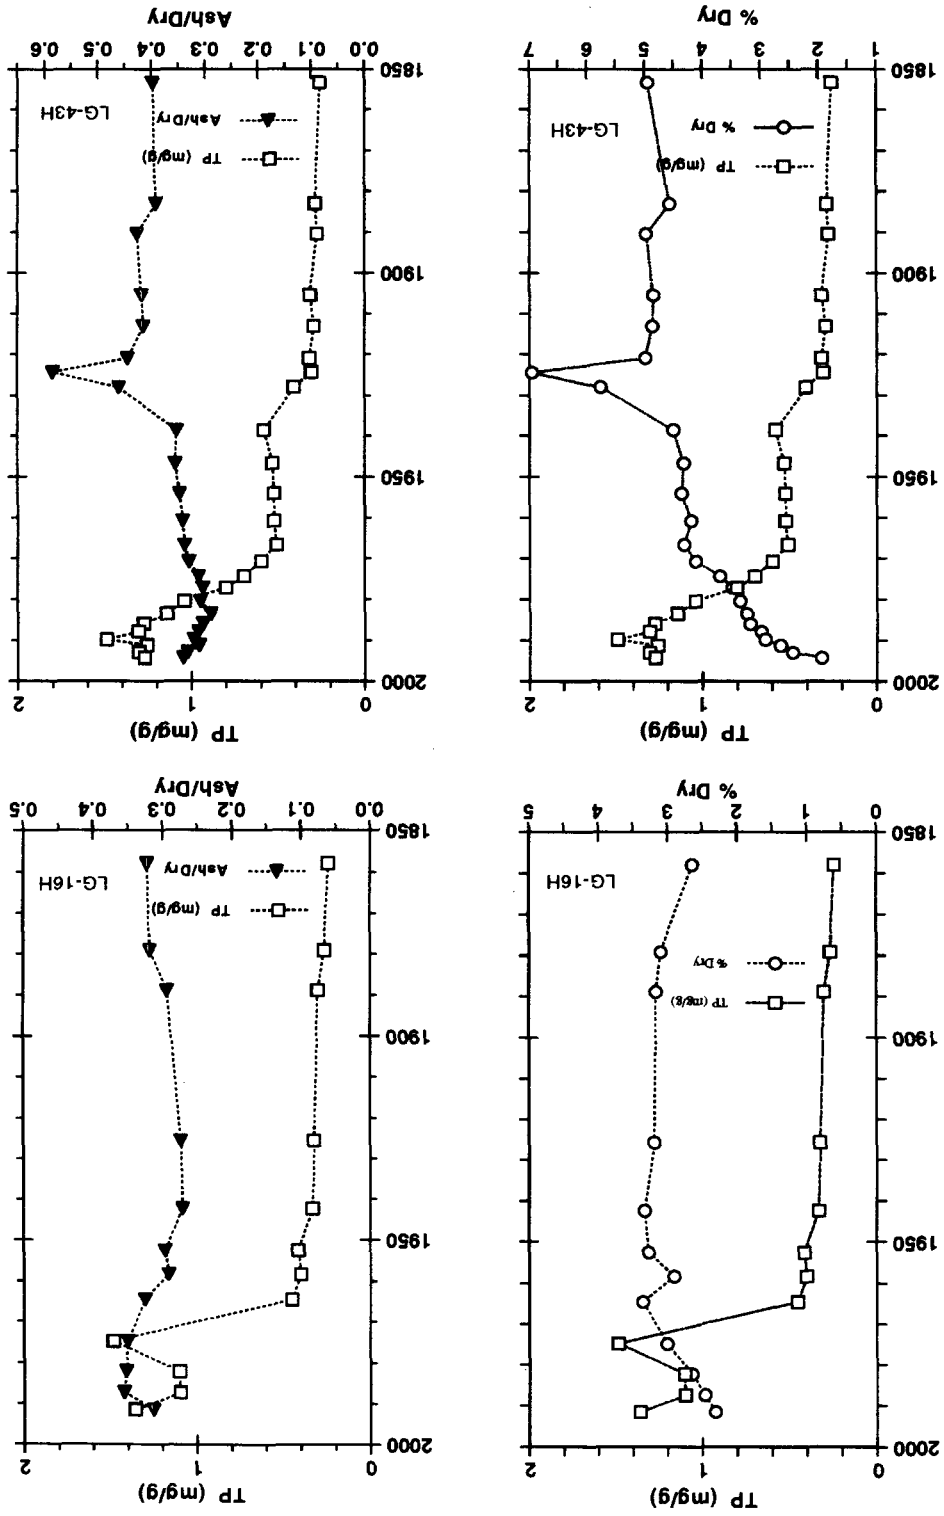 TP (mg/g)
0 1 2
2000
1950
1900
1850
TP (mg/g)
% Dry
LG-16H
0 1 2 3 4 5
% Dry
TP (mg/g)
0 1 2
2000
1950
1900
1850
TP (mg/g)
Ash/Dry
LG-16H
0.0 0.1 0.2 0.3 0.4 0.5
Ash/Dry
TP (mg/g)
0 1 2
2000
1950
1900
1850
TP (mg/g)
% Dry
LG-43H
1 2 3 4 5 6 7
% Dry
TP (mg/g)
0 1 2
2000
1950
1900
1850
TP (mg/g)
Ash/Dry
LG-43H
0.0 0.1 0.2 0.3 0.4 0.5 0.6
Ash/Dry